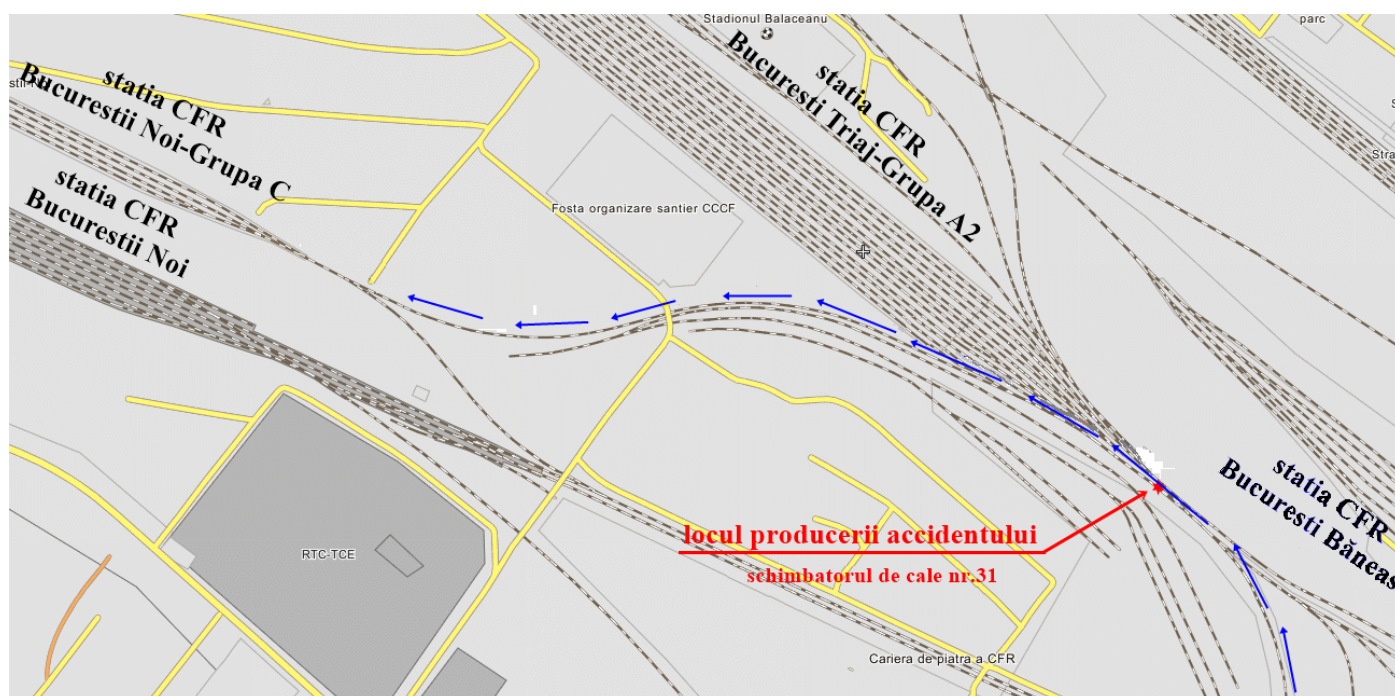 Stadionul Balaceanu
parc
statia CFR
Bucuresti Triaj-Grupa A2
statia CFR
Bucurestii Noi-Grupa C
statia CFR
Bucurestii Noi
Stra
Fosta organizare santier CCCF
statia CFR
Bucuresti Băneas
locul producerii accidentului
schimbatorul de cale nr.31
RTC-TCE
Cariera de piatra a CFR